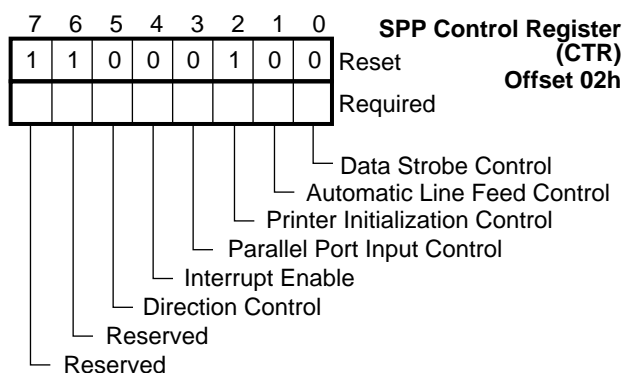 7 6 5 4 3 2 1 0
SPP Control Register
(CTR)
Offset 02h
1 1 0 0 0 1 0 0 Reset
Required
Data Strobe Control
Automatic Line Feed Control
Printer Initialization Control
Parallel Port Input Control
Interrupt Enable
Direction Control
Reserved
Reserved